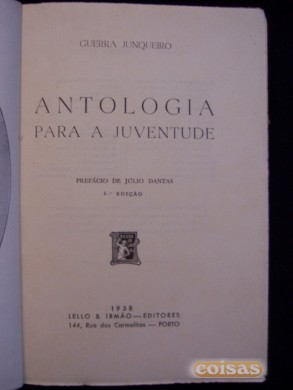 GUERRA JUNQUEIRO
ANTOLOGIA
PARA A JUVENTUDE
PREFÁCIO DE JÚLIO DANTAS
EDIÇÃO
1938
LELLO & IRMÃO—EDITORES
144, Rua das Carmelitas — PORTO
coisas